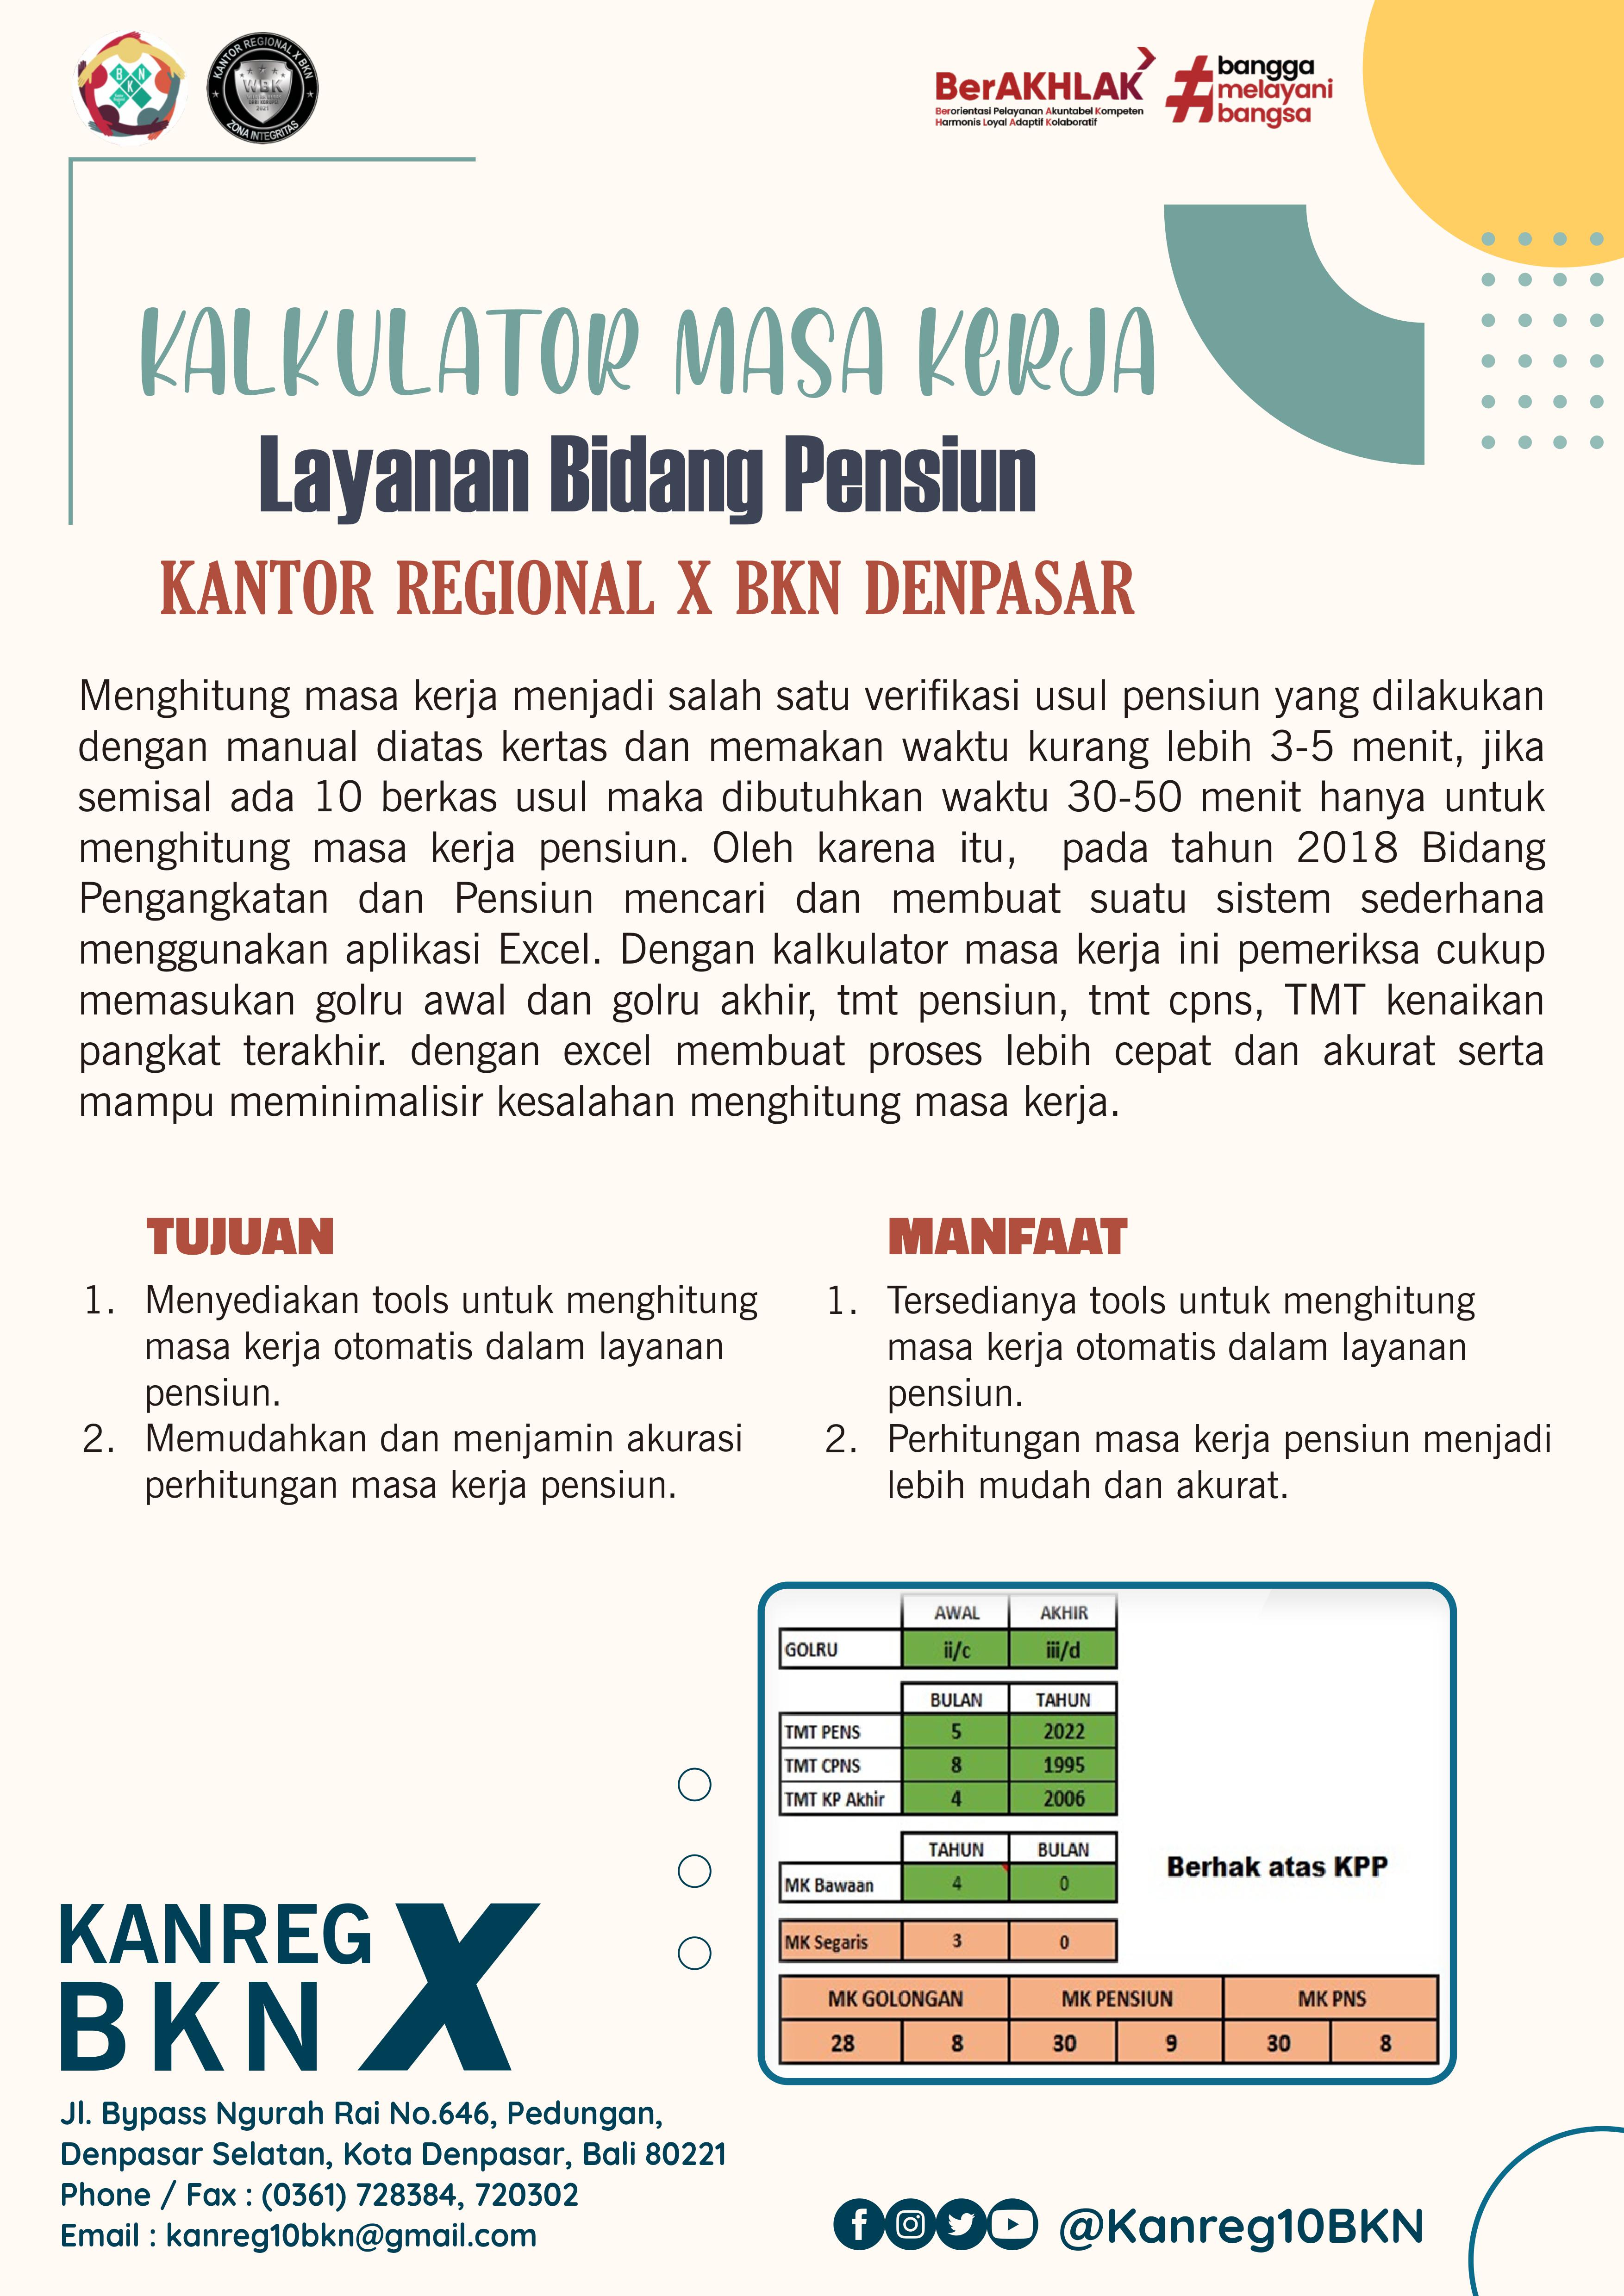 B N
K
KANTOR REGIONAL X BKN
WBK
2021
ZONA INTEGRITAS
BerAKHLAK
Berorientasi Pelayanan Akuntabel Kompeten
Harmonis Loyal Adaptif Kolaboratif
#bangga
melayani
bangsa
KALKULATOR MASA KERJA
Layanan Bidang Pensiun
KANTOR REGIONAL X BKN DENPASAR
Menghitung masa kerja menjadi salah satu verifikasi usul pensiun yang dilakukan
dengan manual diatas kertas dan memakan waktu kurang lebih 3-5 menit, jika
semisal ada 10 berkas usul maka dibutuhkan waktu 30-50 menit hanya untuk
menghitung masa kerja pensiun. Oleh karena itu, pada tahun 2018 Bidang
Pengangkatan dan Pensiun mencari dan membuat suatu sistem sederhana
menggunakan aplikasi Excel. Dengan kalkulator masa kerja ini pemeriksa cukup
memasukan golru awal dan golru akhir, tmt pensiun, tmt cpns, TMT kenaikan
pangkat terakhir. dengan excel membuat proses lebih cepat dan akurat serta
mampu meminimalisir kesalahan menghitung masa kerja.
TUJUAN
1. Menyediakan tools untuk menghitung
masa kerja otomatis dalam layanan
pensiun.
2. Memudahkan dan menjamin akurasi
perhitungan masa kerja pensiun.
MANFAAT
1. Tersedianya tools untuk menghitung
masa kerja otomatis dalam layanan
pensiun.
2. Perhitungan masa kerja pensiun menjadi
lebih mudah dan akurat.
AWAL AKHIR
GOLRU ii/c iii/d
BULAN TAHUN
TMT PENS 5 2022
TMT CPNS 8 1995
TMT KP Akhir 4 2006
TAHUN BULAN
MK Bawaan 4 0
Berhak atas KPP
MK Segaris 3 0
MK GOLONGAN MK PENSIUN MK PNS
28 8 30 9 30 8
KANREG X
BKN
Jl. Bypass Ngurah Rai No.646, Pedungan,
Denpasar Selatan, Kota Denpasar, Bali 80221
Phone / Fax : (0361) 728384, 720302
Email : kanreg10bkn@gmail.com
@Kanreg10BKN